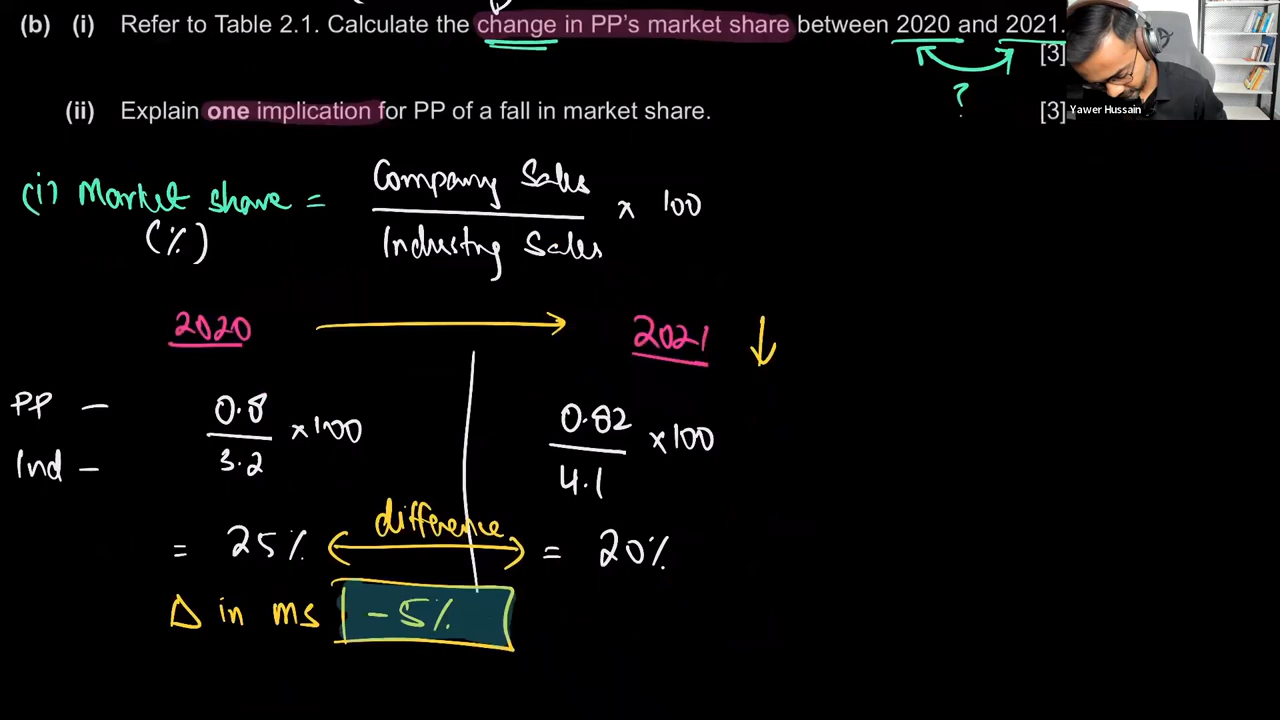 (b) (i) Refer to Table 2.1. Calculate the change in PP's market share between 2020 and 2021.
[3]
?
(ii) Explain one implication for PP of a fall in market share. [3]
Yawer Hussain
(i) Market share = Company Sales × 100
(%) Industry Sales
2020 → 2021 ↓
PP – 0.8 × 100 0.82 × 100
Ind – 3.2 4.1
= 25% difference = 20%
Δ in ms -5%